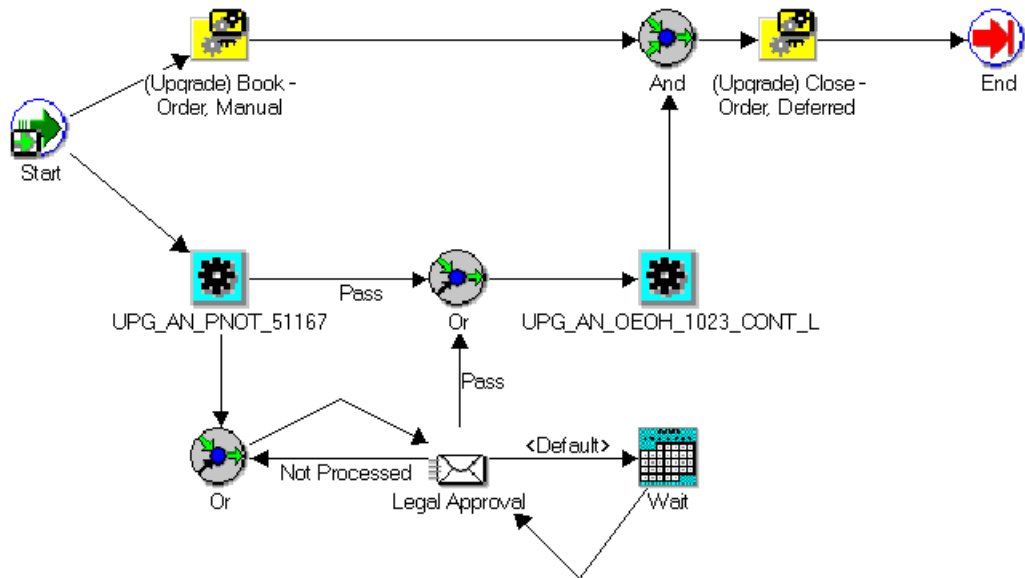 (Upgrade) Book -
Order, Manual
And
(Upgrade) Close -
Order, Deferred
End
Start
Pass
UPG_AN_PNOT_51167
Or
UPG_AN_OEOH_1023_CONT_L
Pass
<Default>
Not Processed
Or
Legal Approval
Wait